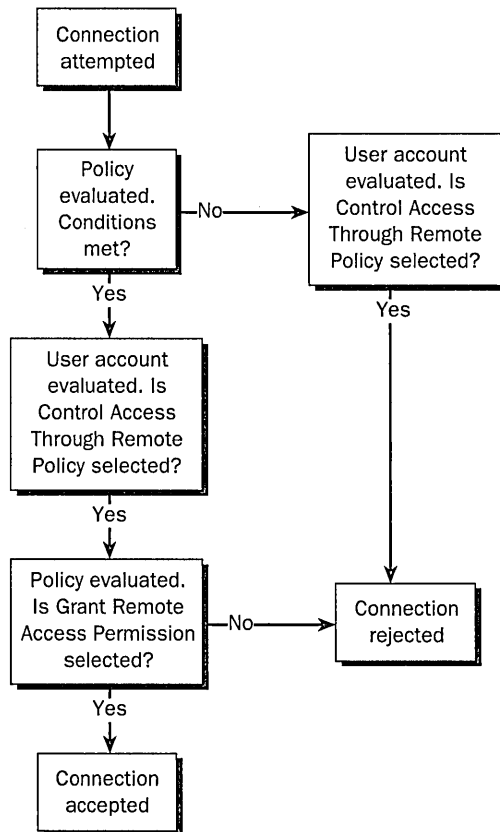 Connection
attempted
Policy
evaluated.
Conditions
met?
No
User account
evaluated. Is
Control Access
Through Remote
Policy selected?
Yes
Yes
User account
evaluated. Is
Control Access
Through Remote
Policy selected?
Yes
Policy evaluated.
Is Grant Remote
Access Permission
selected?
No
Connection
rejected
Yes
Connection
accepted